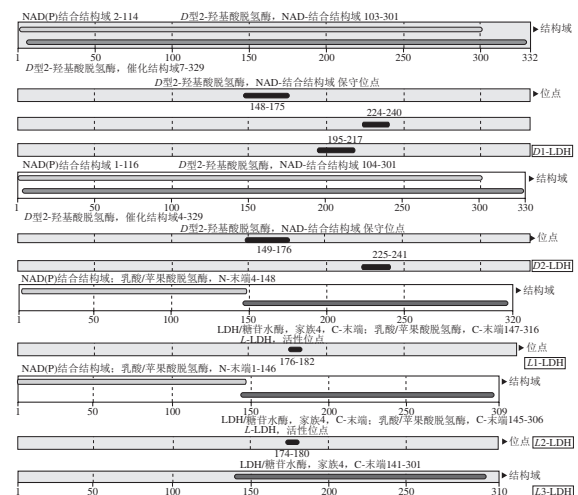 NAD(P)结合结构域 2-114 D型2-羟基酸脱氢酶，NAD-结合结构域 103-301
结构域
1 50 100 150 200 250 300 332
D型2-羟基酸脱氢酶，催化结构域7-329
D型2-羟基酸脱氢酶，NAD-结合结构域 保守位点
位点
148-175
224-240
195-217
D1-LDH
NAD(P)结合结构域 1-116 D型2-羟基酸脱氢酶，NAD-结合结构域 104-301
结构域
1 50 100 150 200 250 300 330
D型2-羟基酸脱氢酶，催化结构域4-329
D型2-羟基酸脱氢酶，NAD-结合结构域 保守位点
位点
149-176
225-241
D2-LDH
NAD(P)结合结构域；乳酸/苹果酸脱氢酶，N-末端4-148
结构域
1 50 100 150 200 250 320
LDH/糖苷水酶，家族4，C-末端；乳酸/苹果酸脱氢酶，C-末端147-316
L-LDH，活性位点
位点
176-182
L1-LDH
NAD(P)结合结构域；乳酸/苹果酸脱氢酶，N-末端1-146
结构域
1 50 100 150 200 250 309
LDH/糖苷水酶，家族4，C-末端；乳酸/苹果酸脱氢酶，C-末端145-306
L-LDH，活性位点
位点 L2-LDH
174-180
LDH/糖苷水酶，家族4，C-末端141-301
结构域
1 50 100 150 200 250 303 L3-LDH